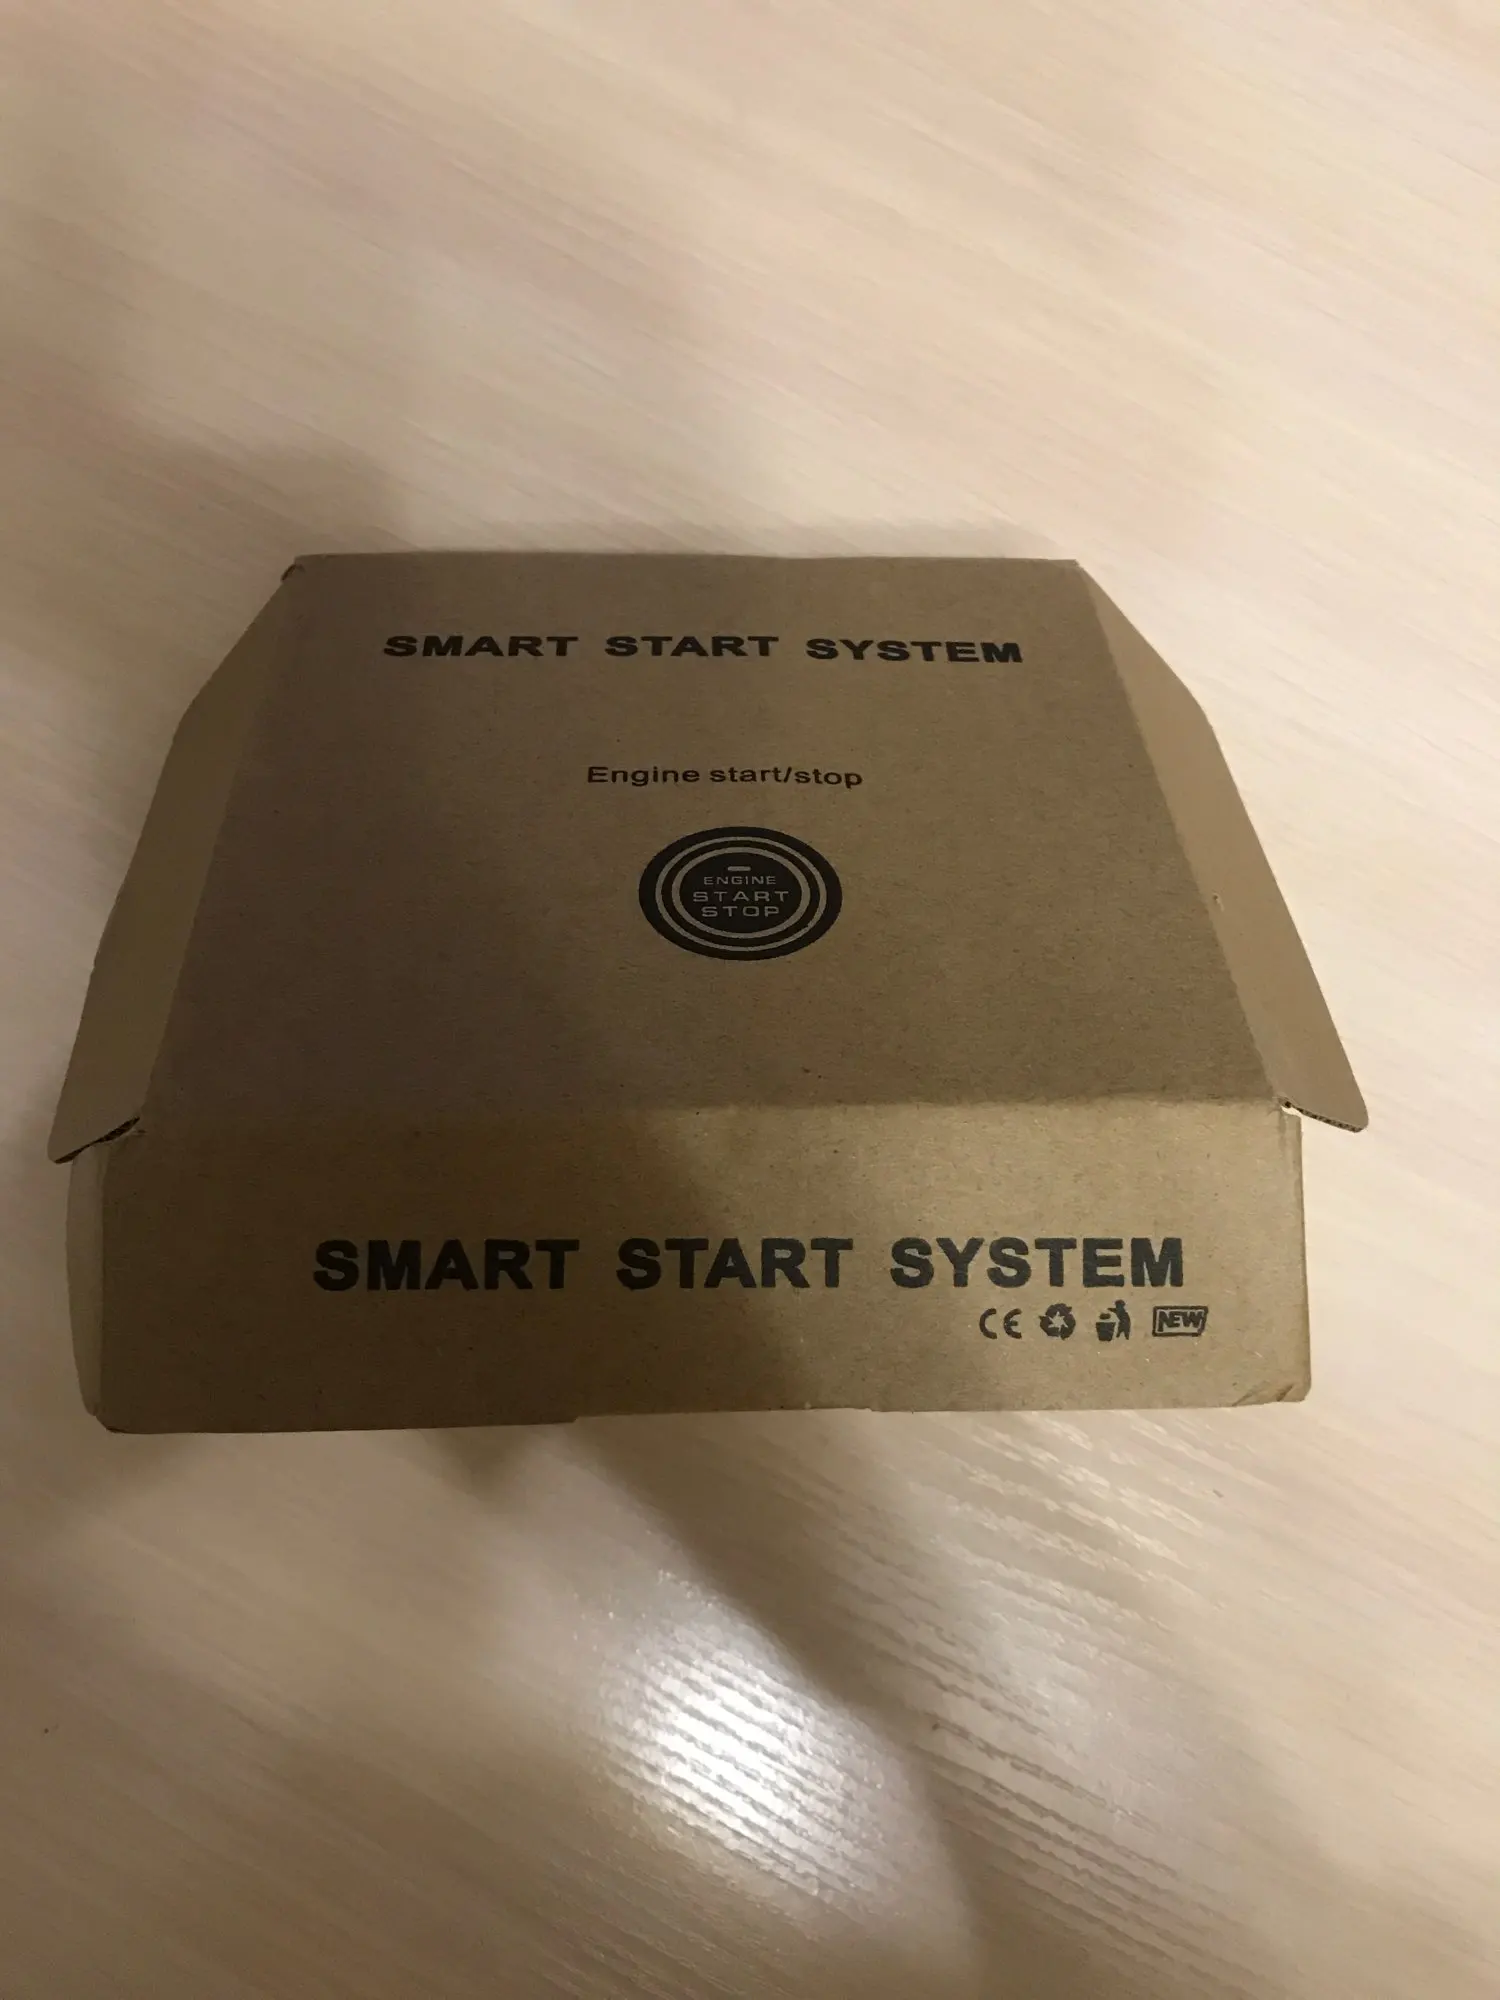 SMART START SYSTEM
Engine start/stop
ENGINE
START
STOP
SMART START SYSTEM
CE NEW